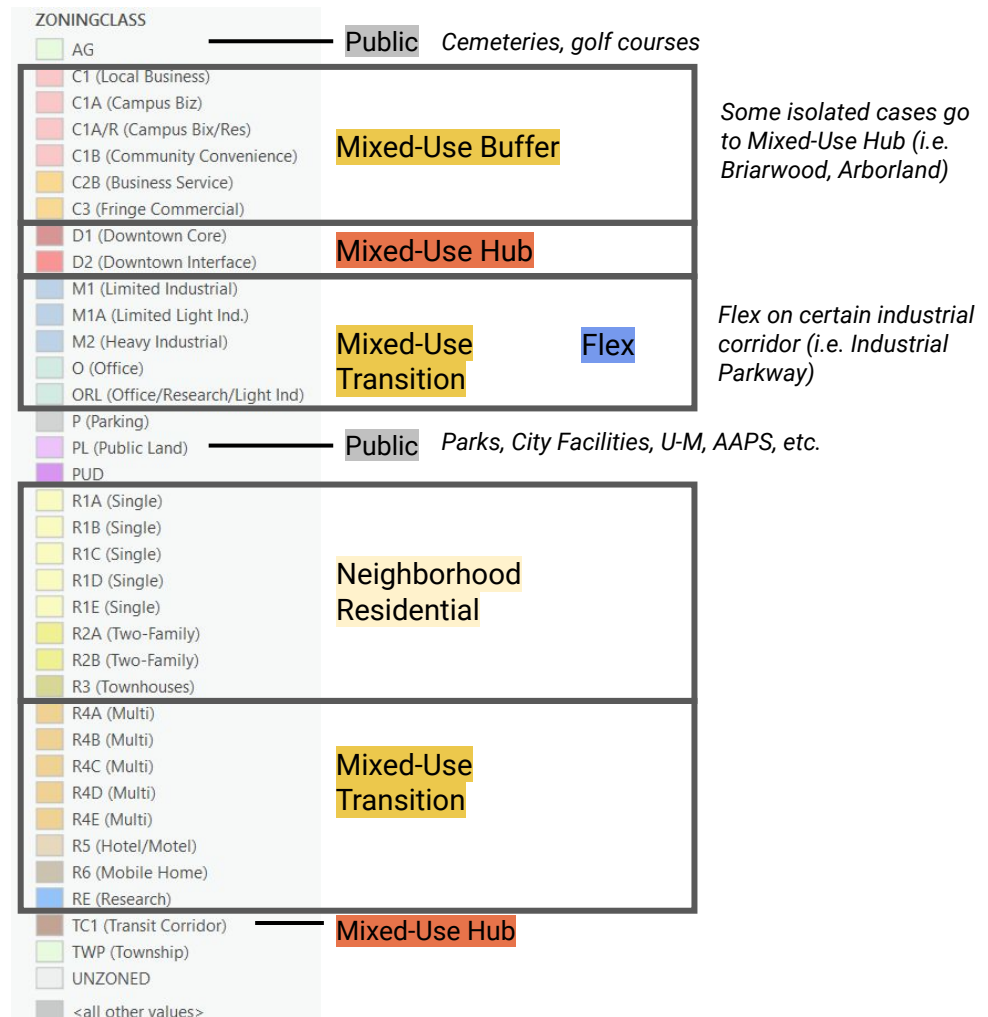 ZONINGCLASS
AG
Public
Cemeteries, golf courses
C1 (Local Business)
C1A (Campus Biz)
C1A/R (Campus Bix/Res)
C1B (Community Convenience)
C2B (Business Service)
C3 (Fringe Commercial)
Mixed-Use Buffer
Some isolated cases go
to Mixed-Use Hub (i.e.
Briarwood, Arborland)
D1 (Downtown Core)
D2 (Downtown Interface)
Mixed-Use Hub
M1 (Limited Industrial)
M1A (Limited Light Ind.)
M2 (Heavy Industrial)
O (Office)
ORL (Office/Research/Light Ind)
Mixed-Use
Transition
Flex
Flex on certain industrial
corridor (i.e. Industrial
Parkway)
P (Parking)
PL (Public Land)
Public
Parks, City Facilities, U-M, AAPS, etc.
PUD
R1A (Single)
R1B (Single)
R1C (Single)
R1D (Single)
R1E (Single)
R2A (Two-Family)
R2B (Two-Family)
R3 (Townhouses)
Neighborhood
Residential
R4A (Multi)
R4B (Multi)
R4C (Multi)
R4D (Multi)
R4E (Multi)
R5 (Hotel/Motel)
R6 (Mobile Home)
RE (Research)
Mixed-Use
Transition
TC1 (Transit Corridor)
Mixed-Use Hub
TWP (Township)
UNZONED
<all other values>